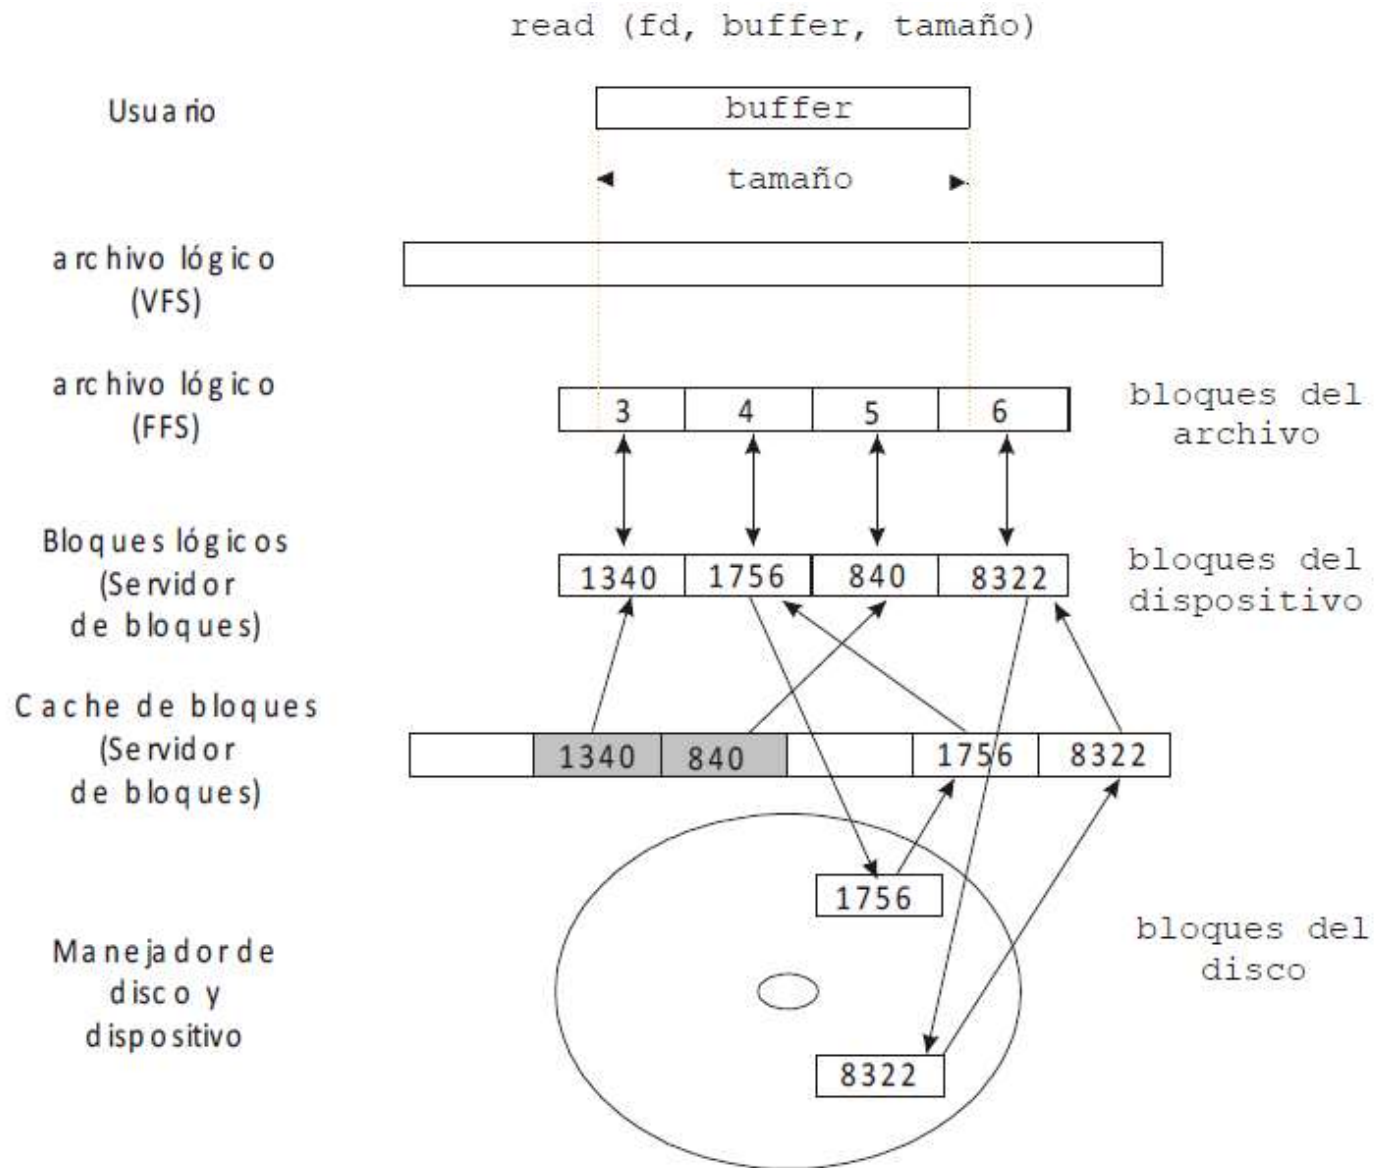 read (fd, buffer, tamaño)
Usuario
buffer
tamaño
archivo lógico
(VFS)
archivo lógico
(FFS)
3 4 5 6
bloques del
archivo
Bloques lógicos
(Servidor
de bloques)
1340 1756 840 8322
bloques del
dispositivo
Cache de bloques
(Servidor
de bloques)
1340 840 1756 8322
1756
Manejador de
disco y
dispositivo
bloques del
disco
8322